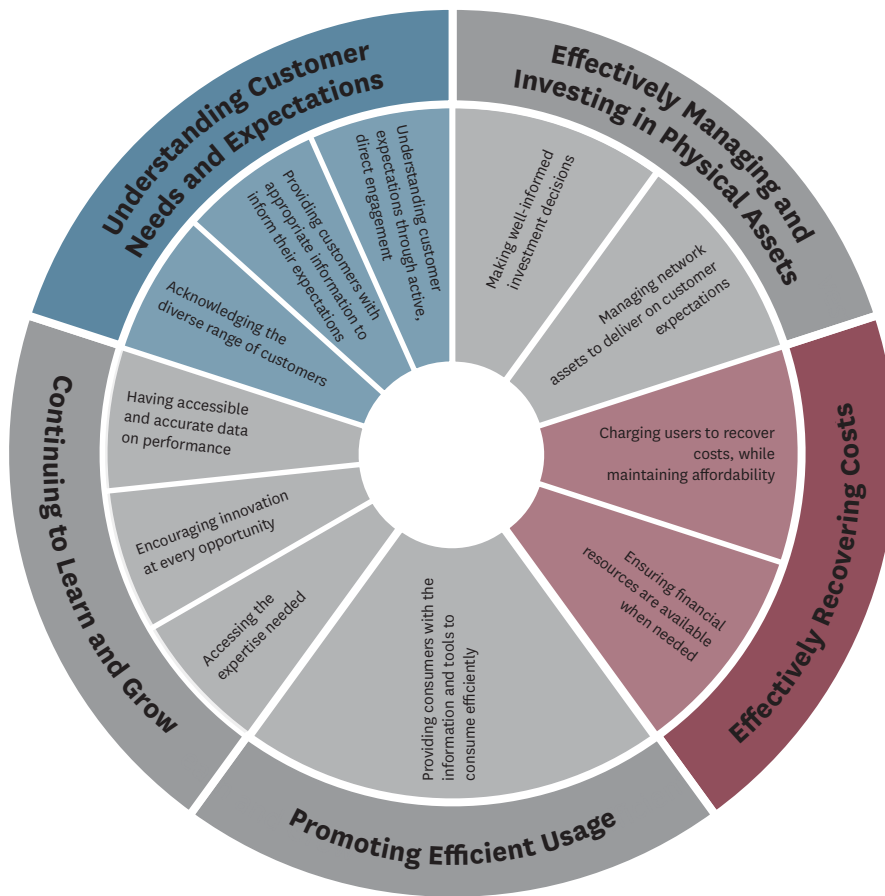 Understanding Customer
Needs and Expectations
Understanding customer
expectations through active,
direct engagement
Providing customers with
appropriate information to
inform their expectations
Acknowledging the
diverse range of customers
Effectively Managing and
Investing in Physical Assets
Making well-informed
investment decisions
Managing network
assets to deliver on customer
expectations
Effectively Recovering Costs
Charging users to recover
costs, while
maintaining affordability
Ensuring financial
resources are available
when needed
Promoting Efficient Usage
Providing consumers with the
information and tools to
consume efficiently
Continuing to Learn and Grow
Having accessible
and accurate data
on performance
Encouraging innovation
at every opportunity
Accessing the
expertise needed